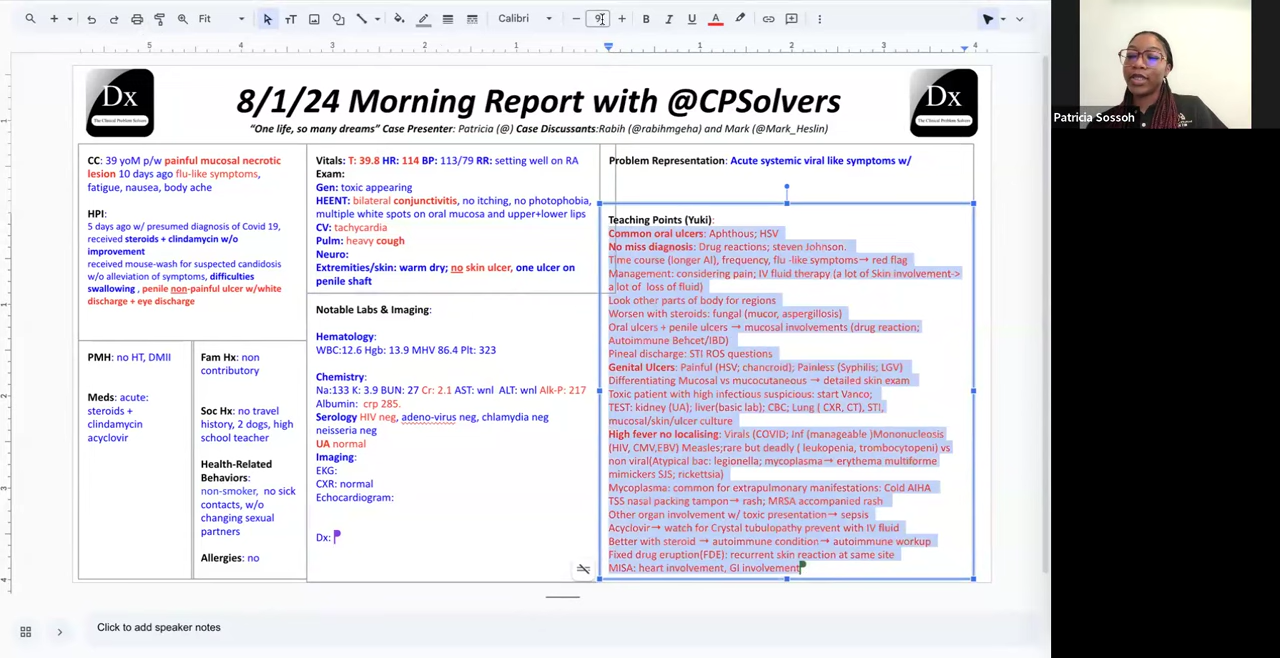 Fit
Calibri
9
B I U A
5 4 3 2 1 1 2 3 4
Dx
The Clinical Problem Solvers
8/1/24 Morning Report with @CPSolvers
"One life, so many dreams" Case Presenter: Patricia (@) Case Discussants:Rabih (@rabihmgeha) and Mark (@Mark_Heslin)
Dx
The Clinical Problem Solvers
CC: 39 yoM p/w painful mucosal necrotic
lesion 10 days ago flu-like symptoms,
fatigue, nausea, body ache
HPI:
5 days ago w/ presumed diagnosis of Covid 19,
received steroids + clindamycin w/o
improvement
received mouse-wash for suspected candidosis
w/o alleviation of symptoms, difficulties
swallowing , penile non-painful ulcer w/white
discharge + eye discharge
PMH: no HT, DMII
Meds: acute:
steroids +
clindamycin
acyclovir
Fam Hx: non
contributory
Soc Hx: no travel
history, 2 dogs, high
school teacher
Health-Related
Behaviors:
non-smoker, no sick
contacts, w/o
changing sexual
partners
Allergies: no
Vitals: T: 39.8 HR: 114 BP: 113/79 RR: setting well on RA
Exam:
Gen: toxic appearing
HEENT: bilateral conjunctivitis, no itching, no photophobia,
multiple white spots on oral mucosa and upper+lower lips
CV: tachycardia
Pulm: heavy cough
Neuro:
Extremities/skin: warm dry; no skin ulcer, one ulcer on
penile shaft
Notable Labs & Imaging:
Hematology:
WBC:12.6 Hgb: 13.9 MHV 86.4 Plt: 323
Chemistry:
Na:133 K: 3.9 BUN: 27 Cr: 2.1 AST: wnl ALT: wnl Alk-P: 217
Albumin: crp 285.
Serology HIV neg, adeno-virus neg, chlamydia neg
neisseria neg
UA normal
Imaging:
EKG:
CXR: normal
Echocardiogram:
Dx:
Problem Representation: Acute systemic viral like symptoms w/
Teaching Points (Yuki):
Common oral ulcers: Aphthous; HSV
No miss diagnosis: Drug reactions; steven Johnson.
Time course (longer AI), frequency, flu -like symptoms→ red flag
Management: considering pain; IV fluid therapy (a lot of Skin involvement->
a lot of loss of fluid)
Look other parts of body for regions
Worsen with steroids: fungal (mucor, aspergillosis)
Oral ulcers + penile ulcers → mucosal involvements (drug reaction;
Autoimmune Behcet/IBD)
Pineal discharge: STI ROS questions
Genital Ulcers: Painful (HSV; chancroid); Painless (Syphilis; LGV)
Differentiating Mucosal vs mucocutaneous → detailed skin exam
Toxic patient with high infectious suspicious: start Vanco;
TEST: kidney (UA); liver(basic lab); CBC; Lung ( CXR, CT), STI,
mucosal/skin/ulcer culture
High fever no localising: Virals (COVID; Inf (manageable )Mononucleosis
(HIV, CMV,EBV) Measles;rare but deadly ( leukopenia, trombocytopeni) vs
non viral(Atypical bac: legionella; mycoplasma→ erythema multiforme
mimickers SJS; rickettsia)
Mycoplasma: common for extrapulmonary manifestations: Cold AIHA
TSS nasal packing tampon→ rash; MRSA accompanied rash
Other organ involvement w/ toxic presentation→ sepsis
Acyclovir→ watch for Crystal tubulopathy prevent with IV fluid
Better with steroid → autoimmune condition→ autoimmune workup
Fixed drug eruption(FDE): recurrent skin reaction at same site
MISA: heart involvement, GI involvement
Click to add speaker notes
Patricia Sossoh